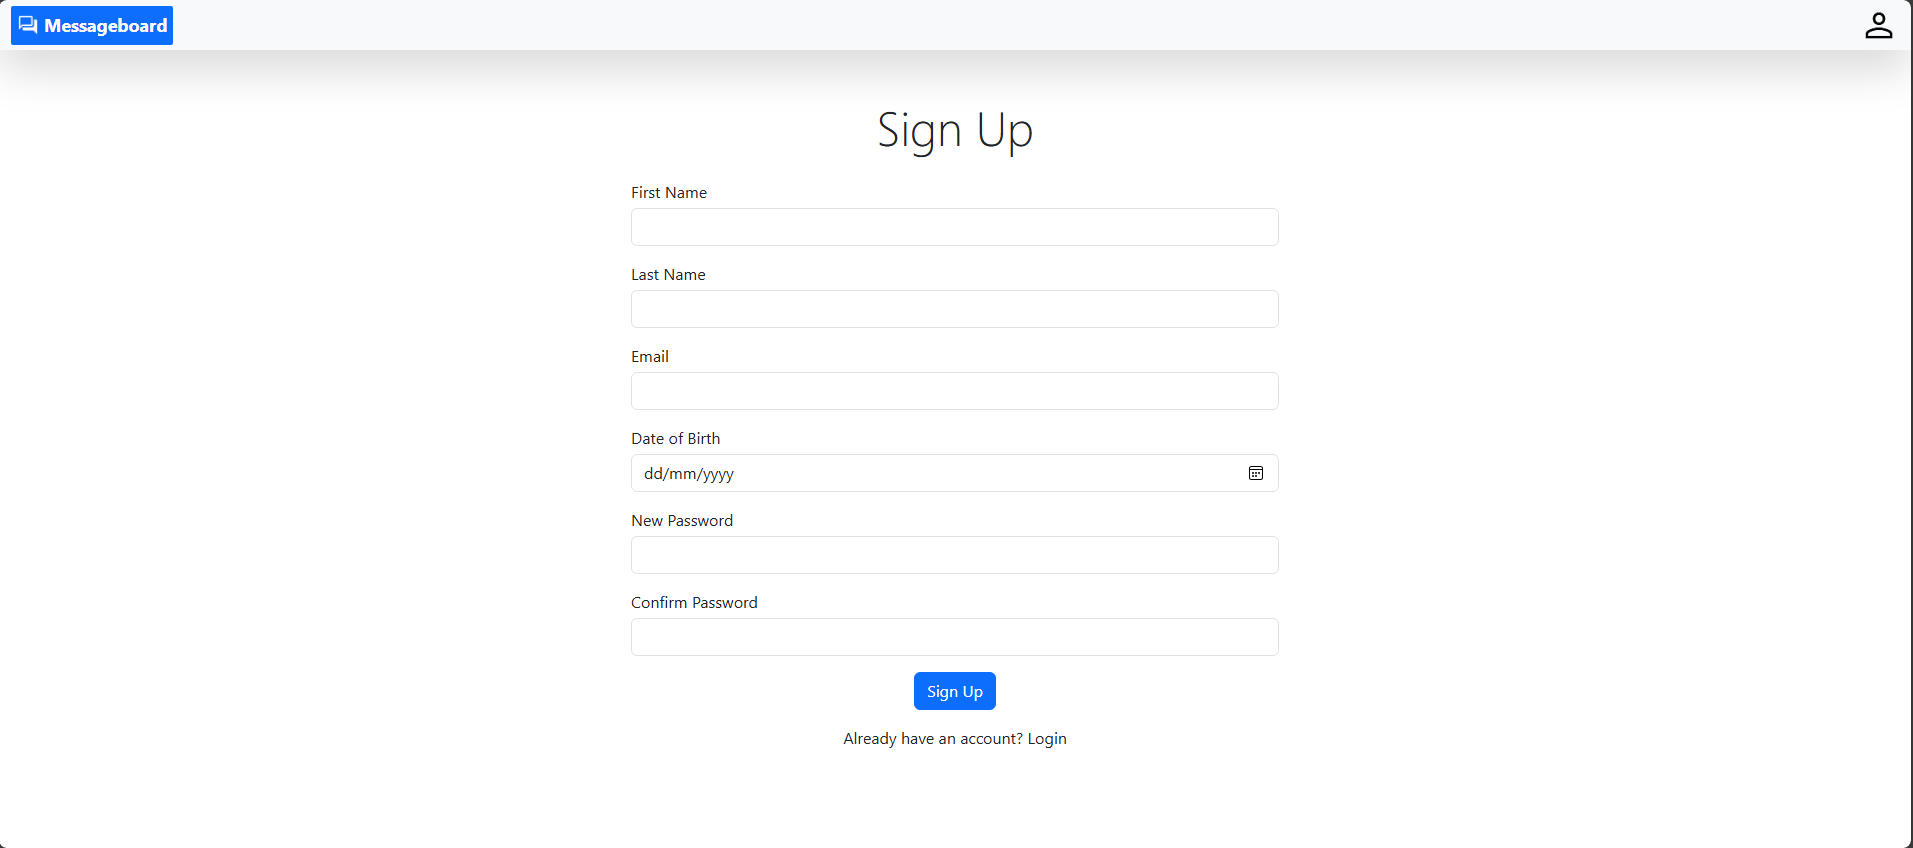 Messageboard
Sign Up
First Name
Last Name
Email
Date of Birth
dd/mm/yyyy
New Password
Confirm Password
Sign Up
Already have an account? Login